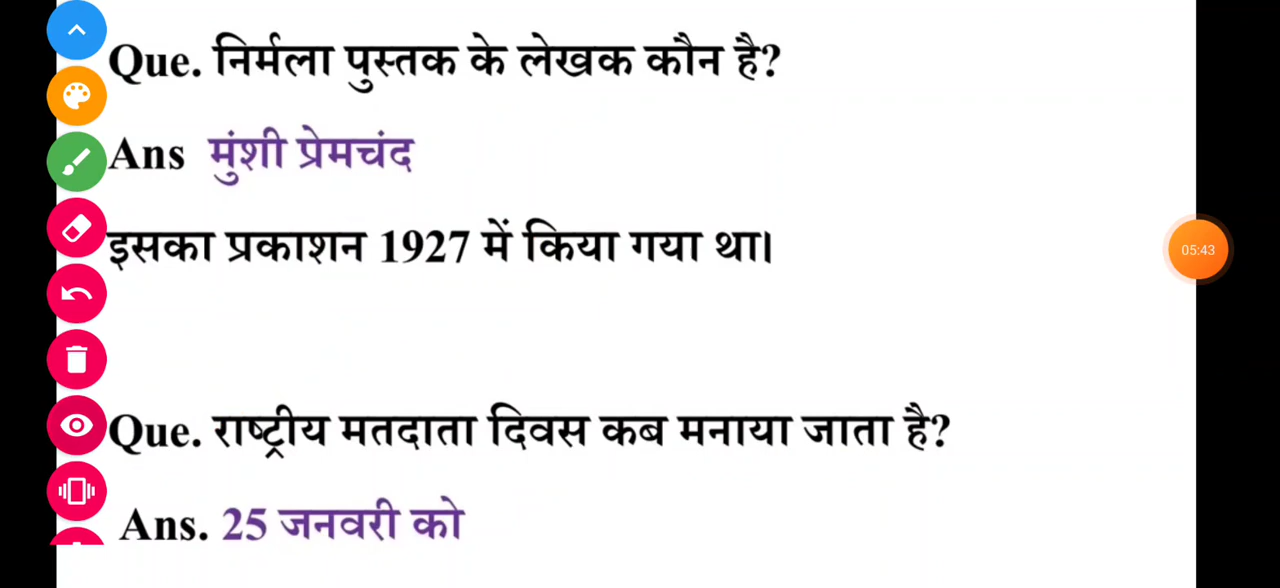 Que. निर्मला पुस्तक के लेखक कौन है?
Ans मुंशी प्रेमचंद
इसका प्रकाशन 1927 में किया गया था।
05:43
Que. राष्ट्रीय मतदाता दिवस कब मनाया जाता है?
Ans. 25 जनवरी को